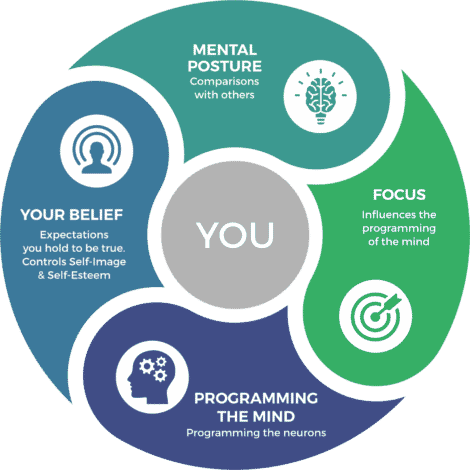 MENTAL
POSTURE
Comparisons
with others
FOCUS
Influences the
programming
of the mind
PROGRAMMING
THE MIND
Programming the neurons
YOUR BELIEF
Expectations
you hold to be true.
Controls Self-Image
& Self-Esteem
YOU